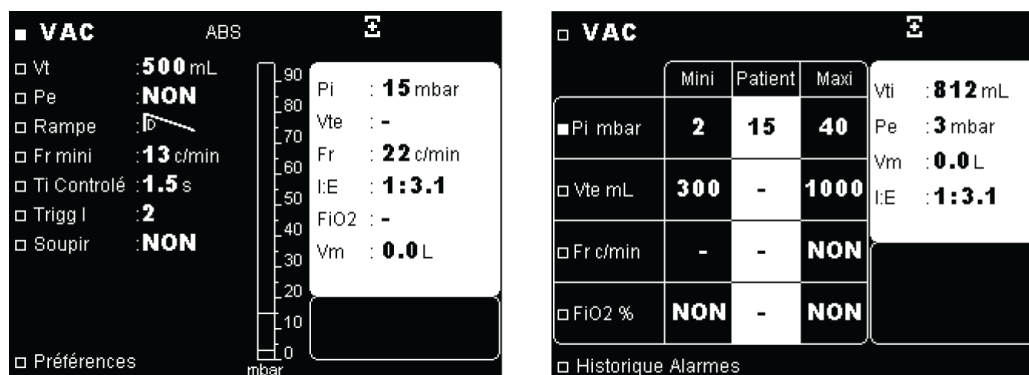 VAC ABS
Vt :500 mL
Pe :NON
Rampe :
Fr mini :13 c/min
Ti Controlé :1.5 s
Trigg I :2
Soupir :NON
Préférences
90
80
70
60
50
40
30
20
10
0
mbar
Pi : 15 mbar
Vte : -
Fr : 22 c/min
I:E : 1:3.1
FiO2 : -
Vm : 0.0 L
VAC
Mini Patient Maxi
Pi mbar 2 15 40
Vte mL 300 - 1000
Fr c/min - - NON
FiO2 % NON - NON
Vti :812 mL
Pe :3 mbar
Vm :0.0 L
I:E :1:3.1
Historique Alarmes